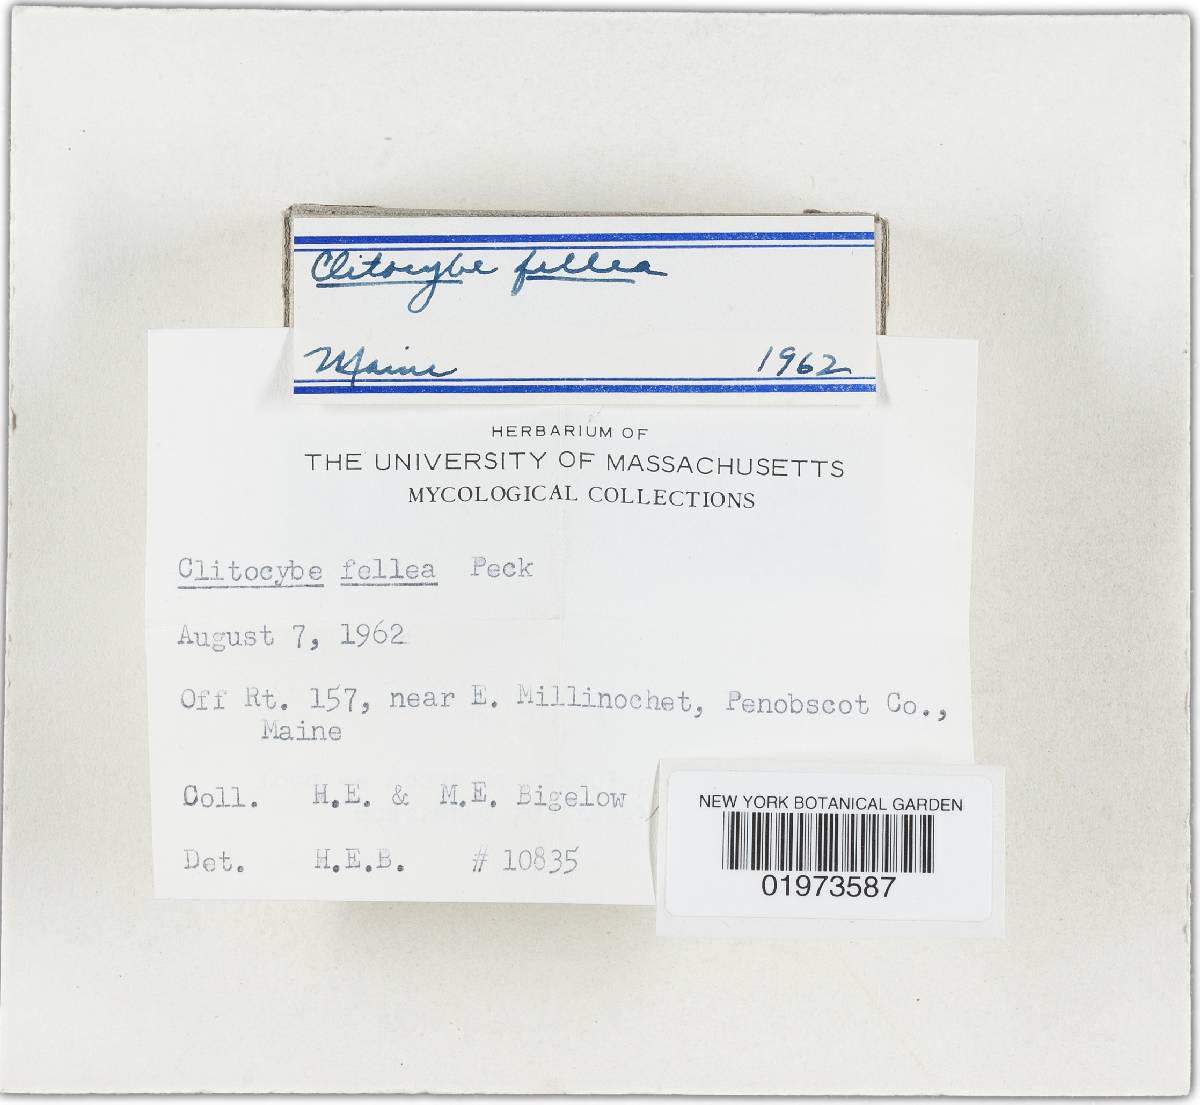 Clitocybe fellea
Maine 1962
HERBARIUM OF
THE UNIVERSITY OF MASSACHUSETTS
MYCOLOGICAL COLLECTIONS
Clitocybe fellea Peck
August 7, 1962
Off Rt. 157, near E. Millinochet, Penobscot Co.,
Maine
Coll. H.E. & M.E. Bigelow
Det. H.E.B. # 10835
NEW YORK BOTANICAL GARDEN
01973587